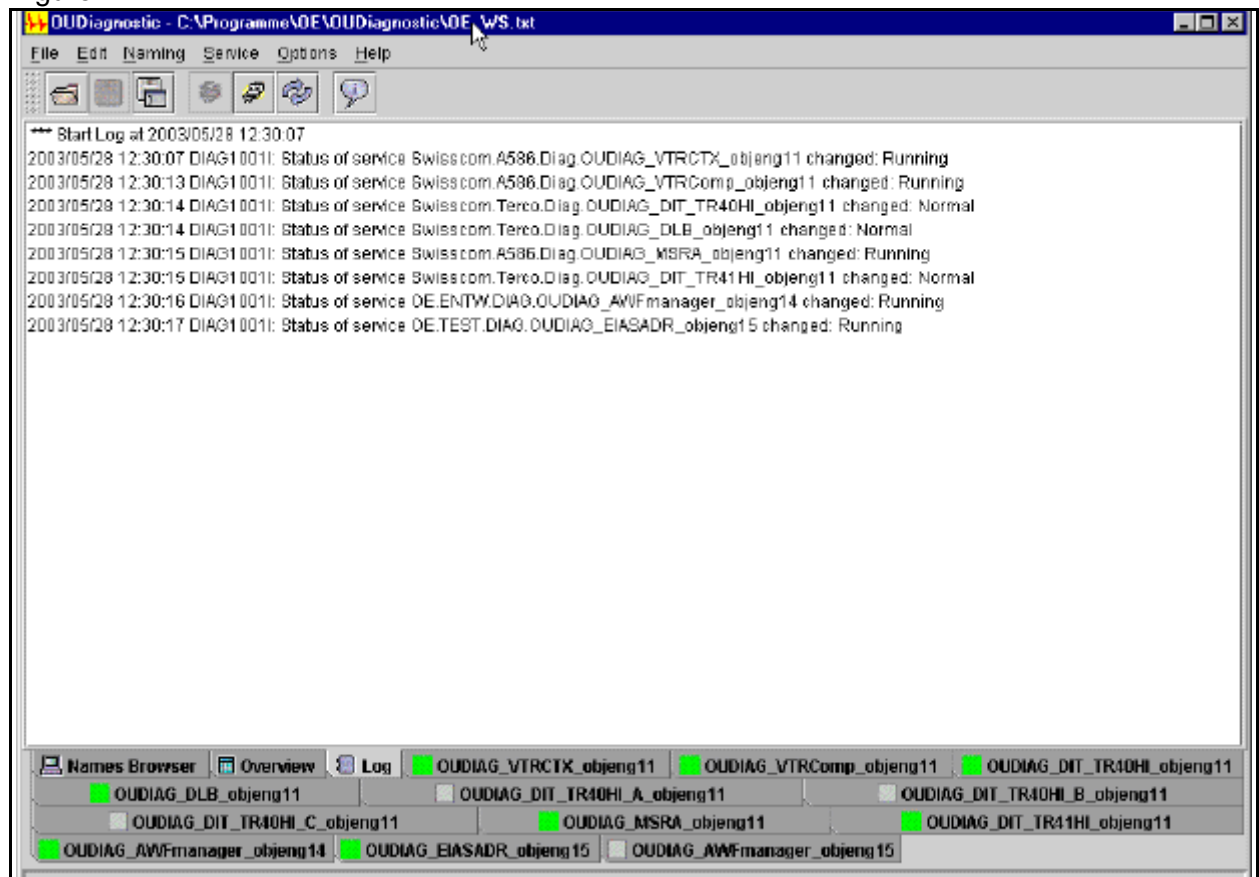 OUDiagnostic - C:\Programme\OE\OUDiagnostic\OE_WS.txt
File Edit Naming Service Options Help
*** Start Log at 2003/05/28 12:30:07
2003/05/28 12:30:07 DIAG1001I: Status of service Swisscom.A586.Diag.OUDIAG_VTRCTX_objeng11 changed: Running
2003/05/28 12:30:13 DIAG1001I: Status of service Swisscom.A586.Diag.OUDIAG_VTRComp_objeng11 changed: Running
2003/05/28 12:30:14 DIAG1001I: Status of service Swisscom.Terco.Diag.OUDIAG_DIT_TR40HI_objeng11 changed: Normal
2003/05/28 12:30:14 DIAG1001I: Status of service Swisscom.Terco.Diag.OUDIAG_DLB_objeng11 changed: Normal
2003/05/28 12:30:15 DIAG1001I: Status of service Swisscom.A586.Diag.OUDIAG_MSRA_objeng11 changed: Running
2003/05/28 12:30:15 DIAG1001I: Status of service Swisscom.Terco.Diag.OUDIAG_DIT_TR41HI_objeng11 changed: Normal
2003/05/28 12:30:16 DIAG1001I: Status of service OE.ENTW.DIAG.OUDIAG_AWFmanager_objeng14 changed: Running
2003/05/28 12:30:17 DIAG1001I: Status of service OE.TEST.DIAG.OUDIAG_EIASADR_objeng15 changed: Running
Names Browser Overview Log OUDIAG_VTRCTX_objeng11 OUDIAG_VTRComp_objeng11 OUDIAG_DIT_TR40HI_objeng11
OUDIAG_DLB_objeng11 OUDIAG_DIT_TR40HI_A_objeng11 OUDIAG_DIT_TR40HI_B_objeng11
OUDIAG_DIT_TR40HI_C_objeng11 OUDIAG_MSRA_objeng11 OUDIAG_DIT_TR41HI_objeng11
OUDIAG_AWFmanager_objeng14 OUDIAG_EIASADR_objeng15 OUDIAG_AWFmanager_objeng15